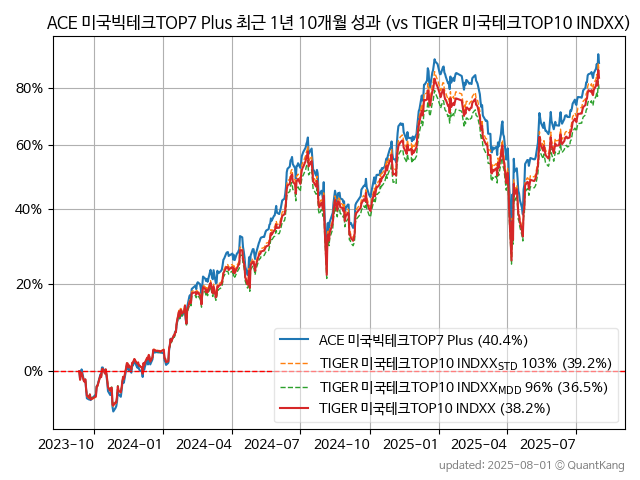 ACE 미국빅테크TOP7 Plus 최근 1년 10개월 성과 (vs TIGER 미국테크TOP10 INDXX)
80%
60%
40%
20%
0%
ACE 미국빅테크TOP7 Plus (40.4%)
TIGER 미국테크TOP10 INDXX STD 103% (39.2%)
TIGER 미국테크TOP10 INDXX MDD 96% (36.5%)
TIGER 미국테크TOP10 INDXX (38.2%)
2023-10 2024-01 2024-04 2024-07 2024-10 2025-01 2025-04 2025-07
updated: 2025-08-01 © QuantKang